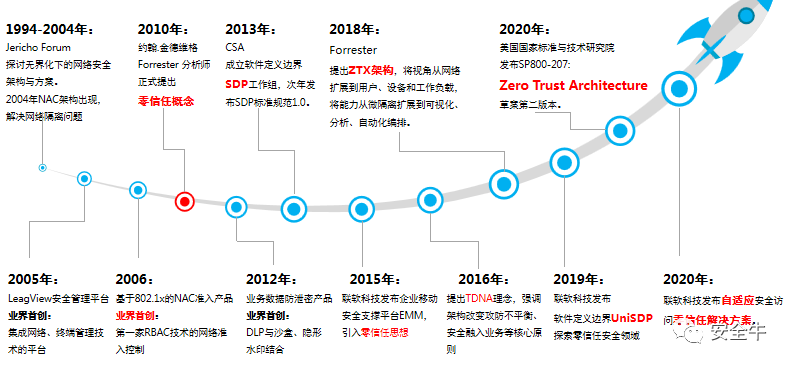 1994-2004年：
Jericho Forum
探讨无界化下的网络安全
架构与方案。
2004年NAC架构出现，
解决网络隔离问题
2010年：
约翰.金德维格
Forrester 分析师
正式提出
零信任概念
2013年：
CSA
成立软件定义边界
SDP工作组，次年发
布SDP标准规范1.0。
2018年：
Forrester
提出ZTX架构，将视角从网络
扩展到用户、设备和工作负载，
将能力从微隔离扩展到可视化、
分析、自动化编排。
2020年：
美国国家标准与技术研究院
发布SP800-207:
Zero Trust Architecture
草案第二版本。
2005年：
LeagView安全管理平台
业界首创：
集成网络、终端管理技
术的平台
2006：
基于802.1x的NAC准入产品
业界首创：
第一款RBAC技术的网络准
入控制
2012年：
业务数据防泄密产品
业界首创：
DLP与沙盒、隐形
水印结合
2015年：
联软科技发布企业移动
安全支撑平台EMM，
引入零信任思想
2016年：
提出TDNA理念，强调
架构改变攻防不平衡、
安全融入业务等核心原
则
2019年：
联软科技发布
软件定义边界UniSDP
探索零信任安全领域
2020年：
联软科技发布自适应安全访
问零信任解决方案。
安全牛